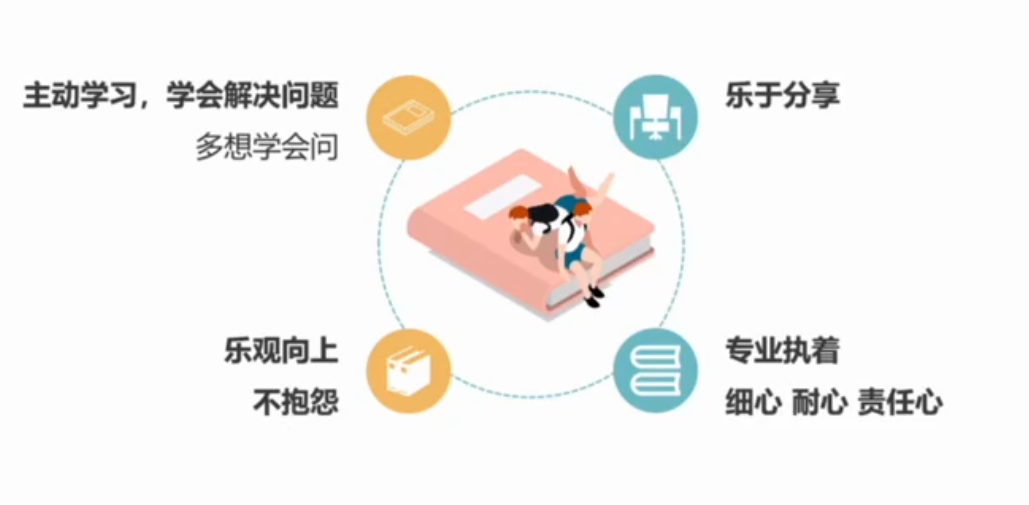 主动学习，学会解决问题
多想学会问
乐于分享
乐观向上
不抱怨
专业执着
细心 耐心 责任心